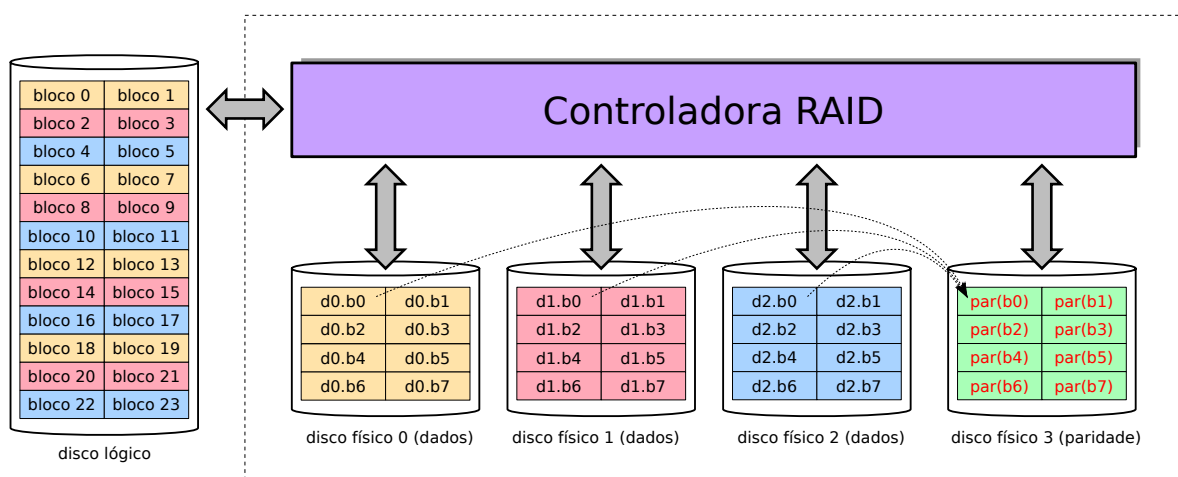 Controladora RAID
bloco 0 bloco 1
bloco 2 bloco 3
bloco 4 bloco 5
bloco 6 bloco 7
bloco 8 bloco 9
bloco 10 bloco 11
bloco 12 bloco 13
bloco 14 bloco 15
bloco 16 bloco 17
bloco 18 bloco 19
bloco 20 bloco 21
bloco 22 bloco 23
disco lógico
d0.b0 d0.b1
d0.b2 d0.b3
d0.b4 d0.b5
d0.b6 d0.b7
disco físico 0 (dados)
d1.b0 d1.b1
d1.b2 d1.b3
d1.b4 d1.b5
d1.b6 d1.b7
disco físico 1 (dados)
d2.b0 d2.b1
d2.b2 d2.b3
d2.b4 d2.b5
d2.b6 d2.b7
disco físico 2 (dados)
par(b0) par(b1)
par(b2) par(b3)
par(b4) par(b5)
par(b6) par(b7)
disco físico 3 (paridade)